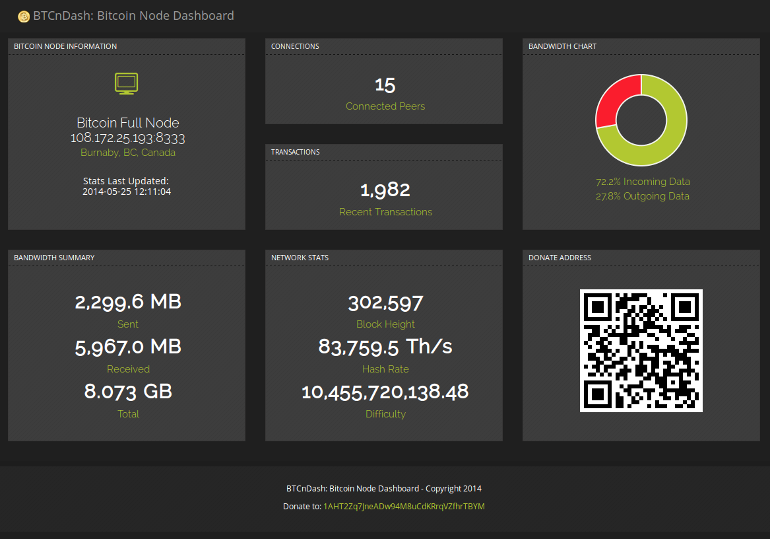 BTCnDash: Bitcoin Node Dashboard
BITCOIN NODE INFORMATION
Bitcoin Full Node
108.172.25.193:8333
Burnaby, BC, Canada
Stats Last Updated:
2014-05-25 12:11:04
CONNECTIONS
15
Connected Peers
TRANSACTIONS
1,982
Recent Transactions
BANDWIDTH CHART
72.2% Incoming Data
27.8% Outgoing Data
BANDWIDTH SUMMARY
2,299.6 MB
Sent
5,967.0 MB
Received
8.073 GB
Total
NETWORK STATS
302,597
Block Height
83,759.5 Th/s
Hash Rate
10,455,720,138.48
Difficulty
DONATE ADDRESS
BTCnDash: Bitcoin Node Dashboard - Copyright 2014
Donate to: 1AHT2Zq7JneADw94M8uCdKRrqVZfhrTBYM